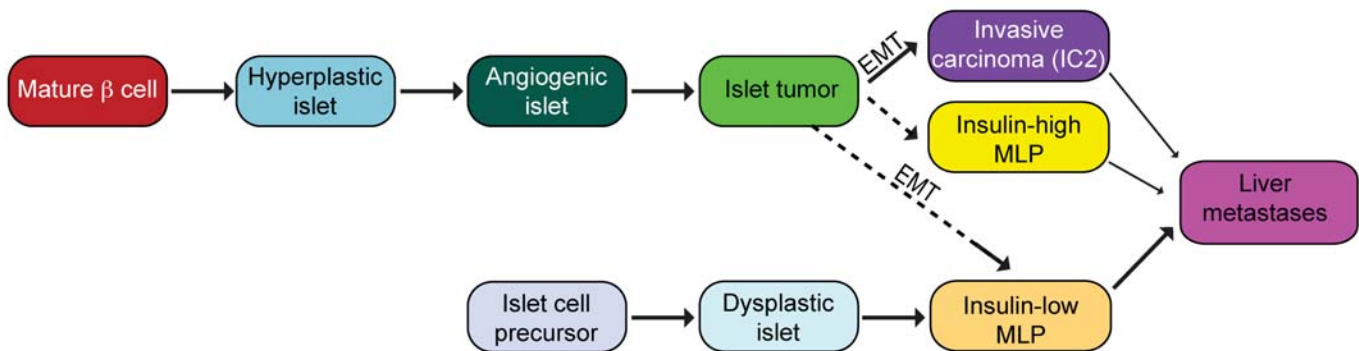 Mature β cell
Hyperplastic
islet
Angiogenic
islet
Islet tumor
EMT
Invasive
carcinoma (IC2)
Insulin-high
MLP
EMT
Liver
metastases
Islet cell
precursor
Dysplastic
islet
Insulin-low
MLP